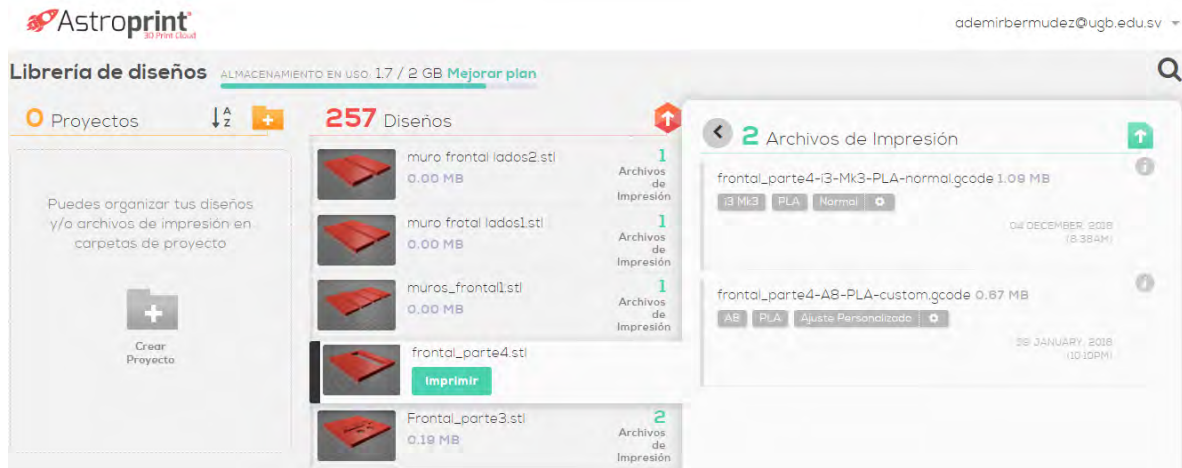 Astroprint®
3D Print Cloud
ademirbermudez@ugb.edu.sv
Librería de diseños ALMACENAMIENTO EN USO: 1.7 / 2 GB Mejorar plan
0 Proyectos
A
Z
Puedes organizar tus diseños
y/o archivos de impresión en
carpetas de proyecto
Crear
Proyecto
257 Diseños
muro frontal lados2.stl
0.00 MB
1
Archivos
de
Impresión
muro frotal lados1.stl
0.00 MB
1
Archivos
de
Impresión
muros_frontal1.stl
0.00 MB
1
Archivos
de
Impresión
frontal_parte4.stl
Imprimir
Frontal_parte3.stl
0.19 MB
2
Archivos
de
Impresión
2 Archivos de Impresión
frontal_parte4-i3-Mk3-PLA-normal.gcode 1.09 MB
i3 Mk3 PLA Normal
04 DECEMBER, 2018
(8:38AM)
frontal_parte4-A8-PLA-custom.gcode 0.67 MB
A8 PLA Ajuste Personalizado
JANUARY, 2018
(10:10PM)